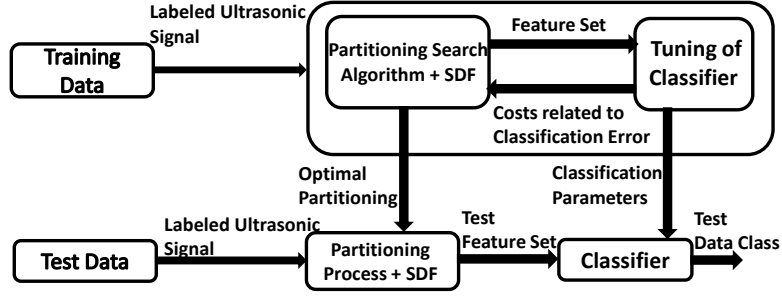 Labeled Ultrasonic
Signal
Training
Data
Partitioning Search
Algorithm + SDF
Feature Set
Tuning of
Classifier
Costs related to
Classification Error
Optimal
Partitioning
Classification
Parameters
Labeled Ultrasonic
Signal
Test Data
Partitioning
Process + SDF
Test
Feature Set
Classifier
Test
Data Class